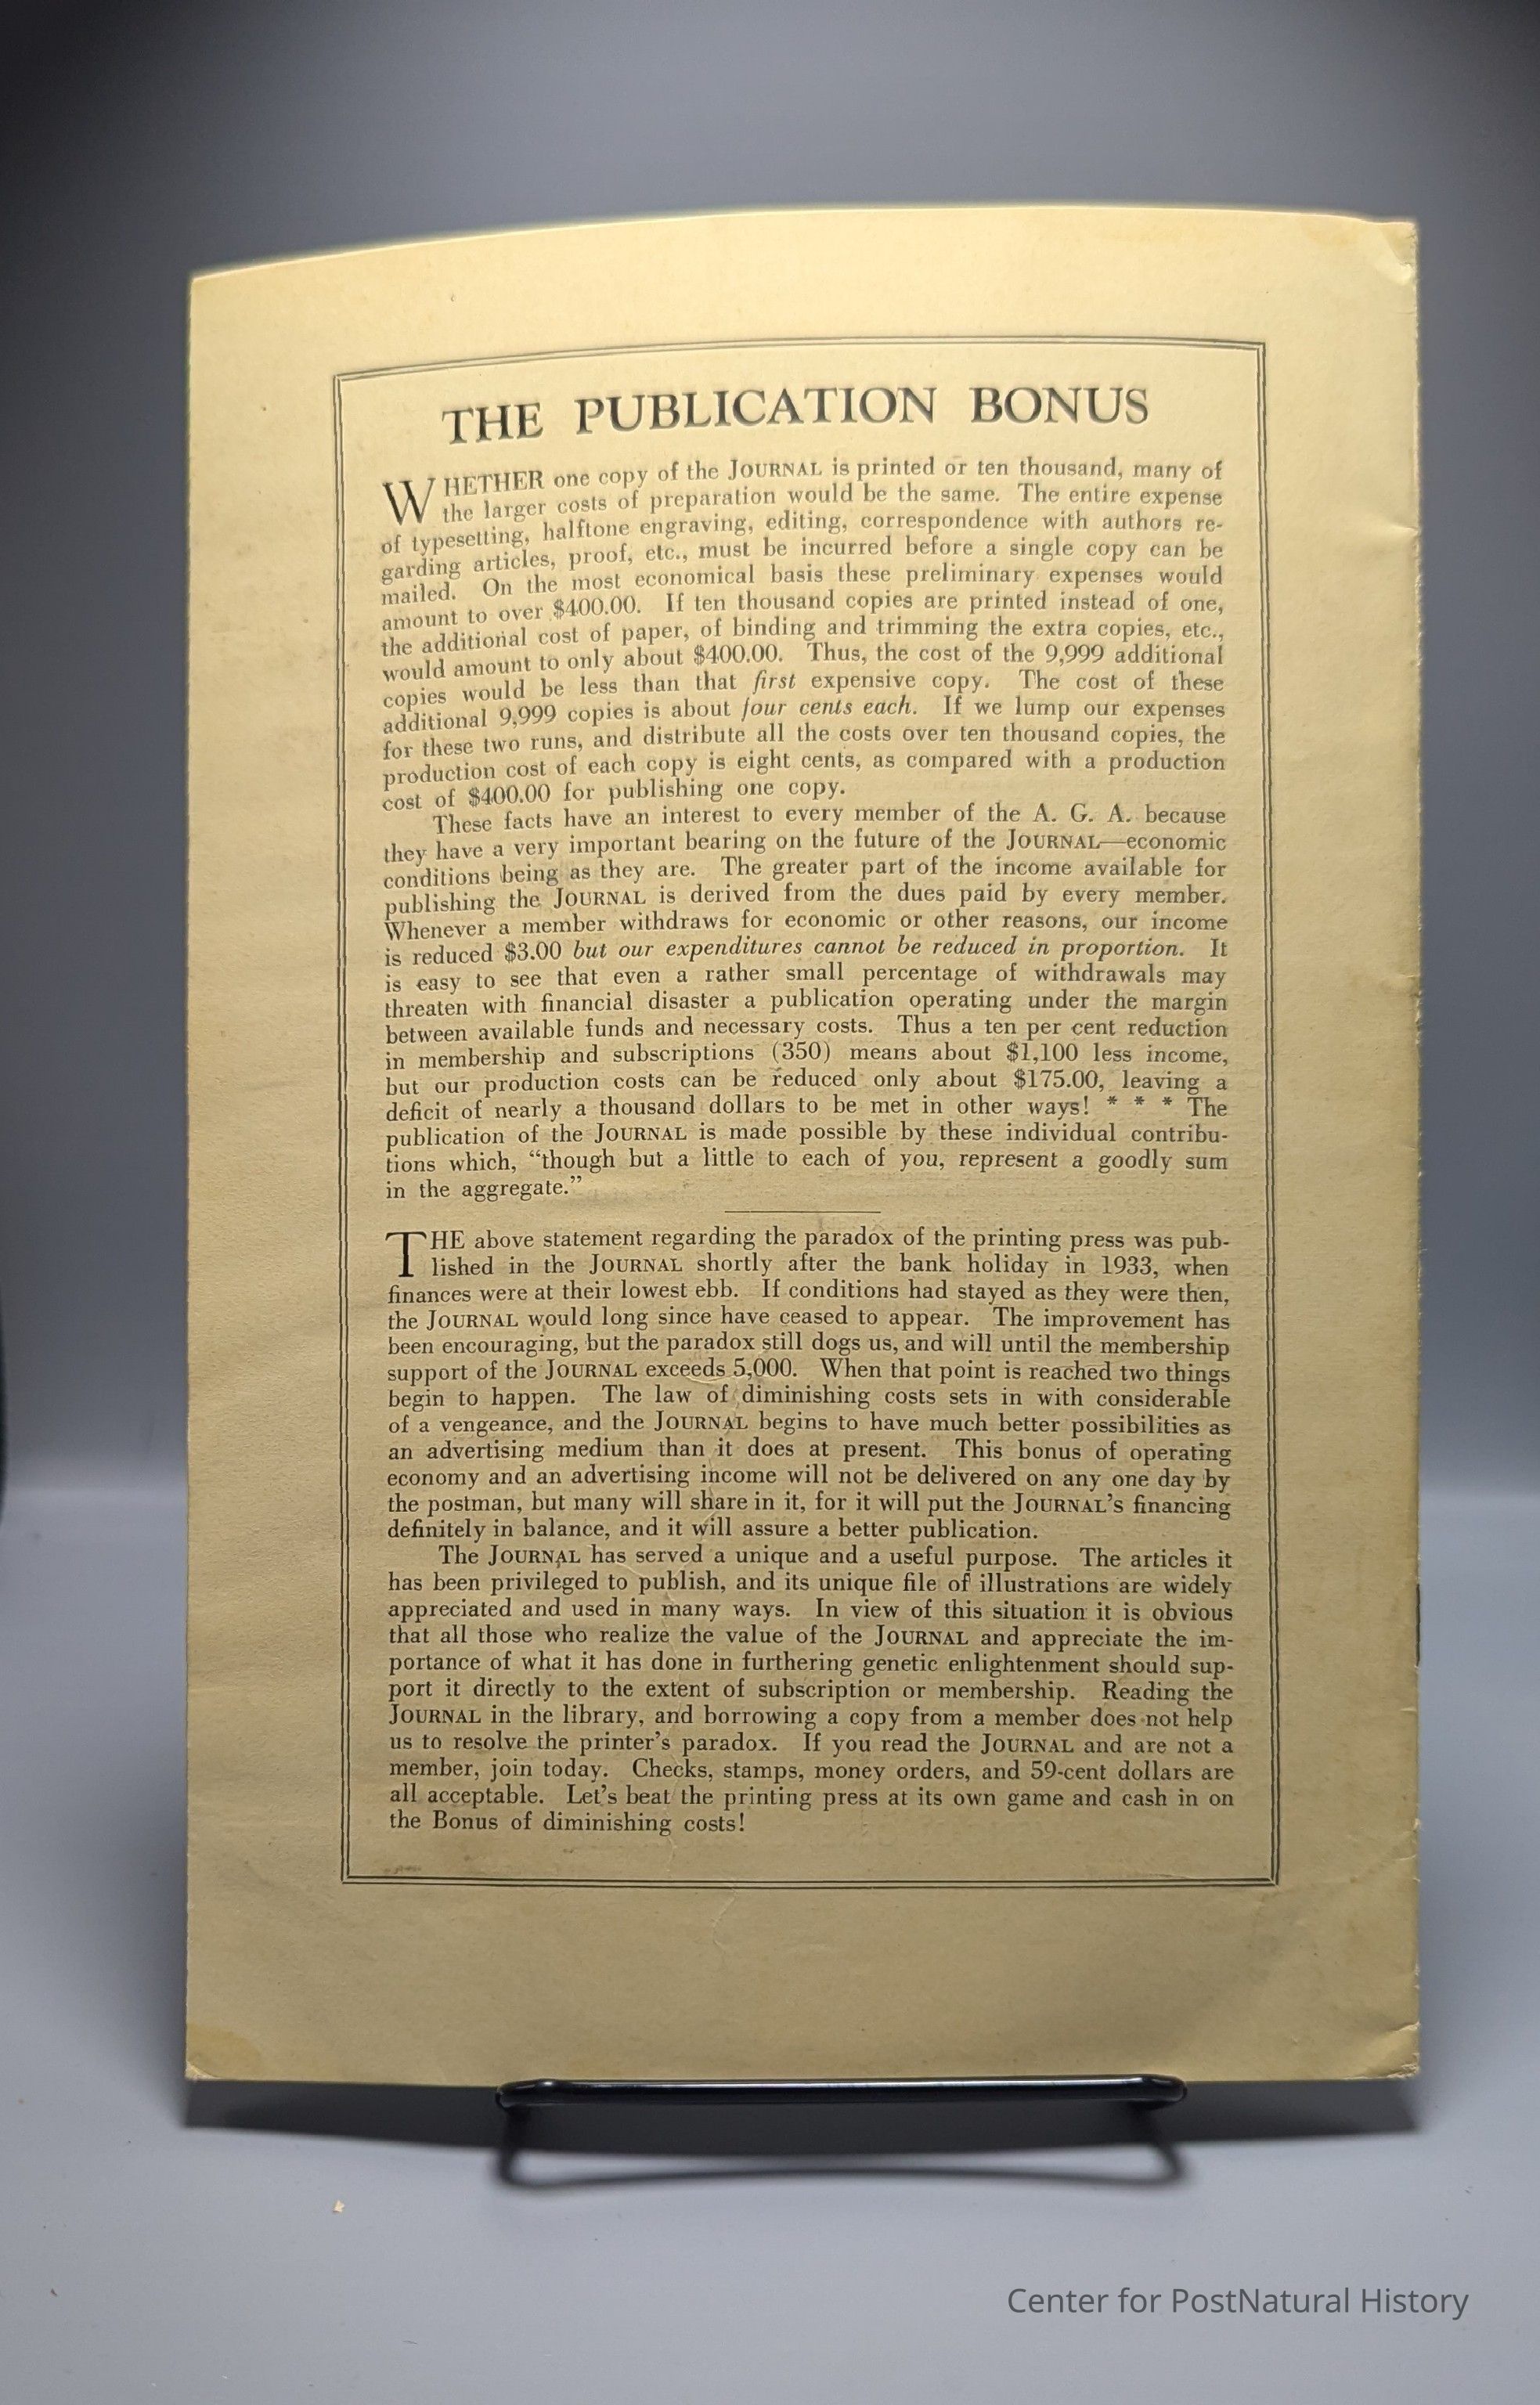 THE PUBLICATION BONUS
WHETHER one copy of the JOURNAL is printed or ten thousand, many of
the larger costs of preparation would be the same. The entire expense
of typesetting, halftone engraving, editing, correspondence with authors re-
garding articles, proof, etc., must be incurred before a single copy can be
mailed. On the most economical basis these preliminary expenses would
amount to over $400.00. If ten thousand copies are printed instead of one,
the additional cost of paper, of binding and trimming the extra copies, etc.,
would amount to only about $400.00. Thus, the cost of the 9,999 additional
copies would be less than that first expensive copy. The cost of these
additional 9,999 copies is about four cents each. If we lump our expenses
for these two runs, and distribute all the costs over ten thousand copies, the
production cost of each copy is eight cents, as compared with a production
cost of $400.00 for publishing one copy.
These facts have an interest to every member of the A. G. A. because
they have a very important bearing on the future of the JOURNAL—economic
conditions being as they are. The greater part of the income available for
publishing the JOURNAL is derived from the dues paid by every member.
Whenever a member withdraws for economic or other reasons, our income
is reduced $3.00 but our expenditures cannot be reduced in proportion. It
is easy to see that even a rather small percentage of withdrawals may
threaten with financial disaster a publication operating under the margin
between available funds and necessary costs. Thus a ten per cent reduction
in membership and subscriptions (350) means about $1,100 less income,
but our production costs can be reduced only about $175.00, leaving a
deficit of nearly a thousand dollars to be met in other ways! * * * The
publication of the JOURNAL is made possible by these individual contribu-
tions which, “though but a little to each of you, represent a goodly sum
in the aggregate.”
THE above statement regarding the paradox of the printing press was pub-
lished in the JOURNAL shortly after the bank holiday in 1933, when
finances were at their lowest ebb. If conditions had stayed as they were then,
the JOURNAL would long since have ceased to appear. The improvement has
been encouraging, but the paradox still dogs us, and will until the membership
support of the JOURNAL exceeds 5,000. When that point is reached two things
begin to happen. The law of diminishing costs sets in with considerable
of a vengeance, and the JOURNAL begins to have much better possibilities as
an advertising medium than it does at present. This bonus of operating
economy and an advertising income will not be delivered on any one day by
the postman, but many will share in it, for it will put the JOURNAL’S financing
definitely in balance, and it will assure a better publication.
The JOURNAL has served a unique and a useful purpose. The articles it
has been privileged to publish, and its unique file of illustrations are widely
appreciated and used in many ways. In view of this situation it is obvious
that all those who realize the value of the JOURNAL and appreciate the im-
portance of what it has done in furthering genetic enlightenment should sup-
port it directly to the extent of subscription or membership. Reading the
JOURNAL in the library, and borrowing a copy from a member does not help
us to resolve the printer’s paradox. If you read the JOURNAL and are not a
member, join today. Checks, stamps, money orders, and 59-cent dollars are
all acceptable. Let’s beat the printing press at its own game and cash in on
the Bonus of diminishing costs!
Center for PostNatural History